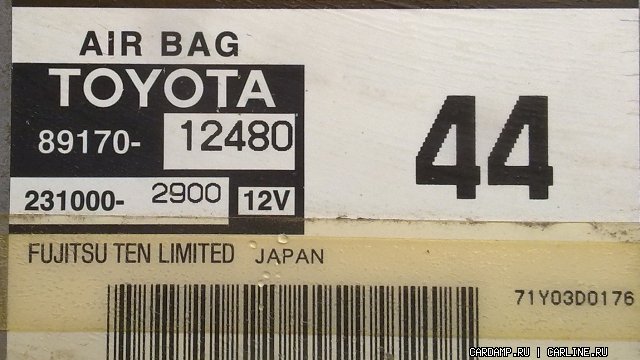 AIR BAG
TOYOTA
89170- 12480
44
231000- 2900 12V
FUJITSU TEN LIMITED JAPAN
71Y03D0176
CARDAMP.RU | CARLINE.RU